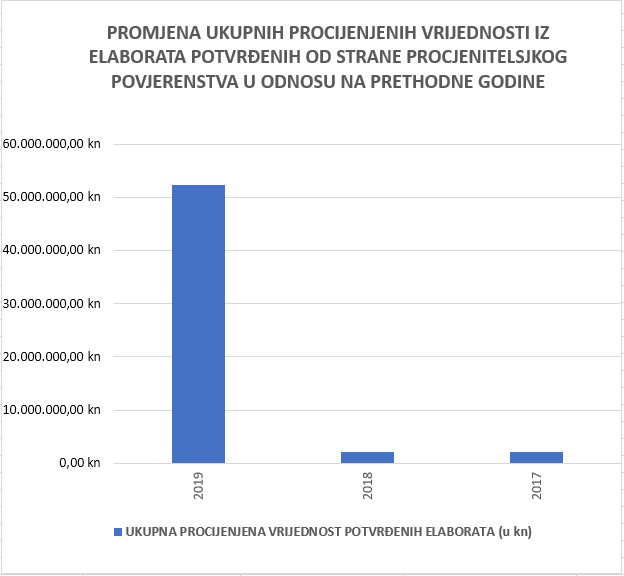 PROMJENA UKUPNIH PROCIJENJENIH VRIJEDNOSTI IZ
ELABORATA POTVRĐENIH OD STRANE PROCJENITELSJKOG
POVJERENSTVA U ODNOSU NA PRETHODNE GODINE
60.000.000,00 kn
50.000.000,00 kn
40.000.000,00 kn
30.000.000,00 kn
20.000.000,00 kn
10.000.000,00 kn
0,00 kn
2019
2018
2017
UKUPNA PROCIJENJENA VRIJEDNOST POTVRĐENIH ELABORATA (u kn)